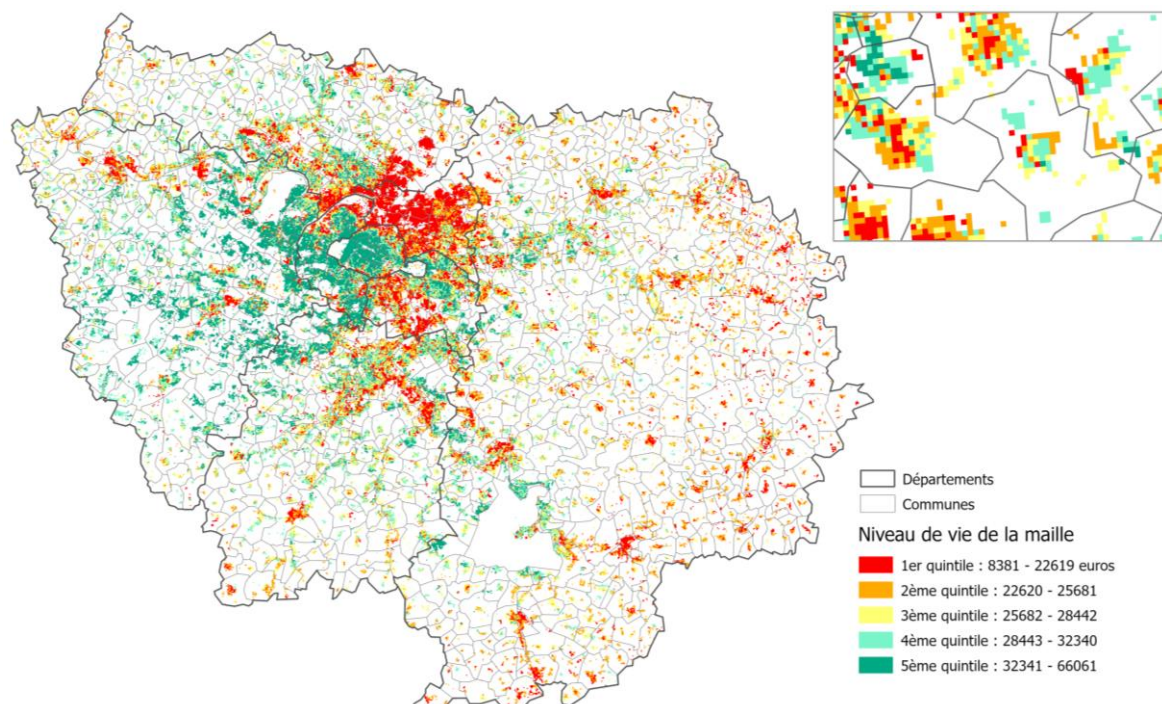 Départements
Communes
Niveau de vie de la maille
1er quintile : 8381 - 22619 euros
2ème quintile : 22620 - 25681
3ème quintile : 25682 - 28442
4ème quintile : 28443 - 32340
5ème quintile : 32341 - 66061